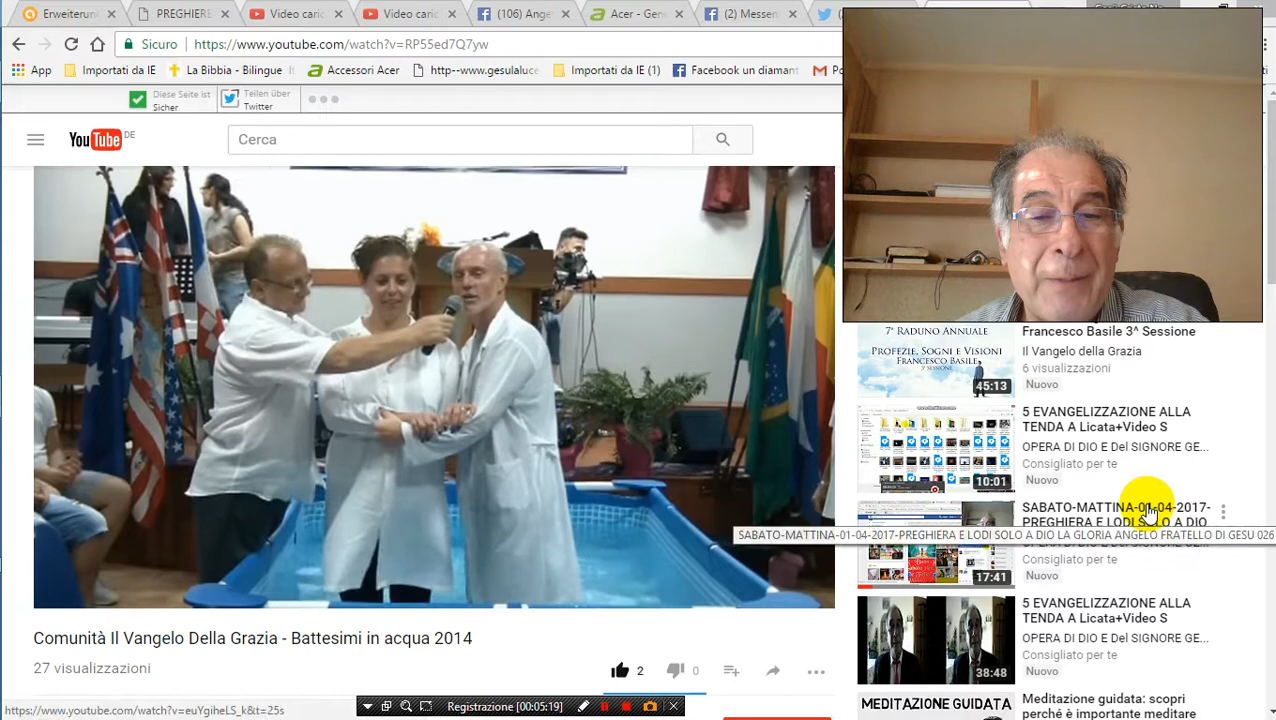 Erweiterun
PREGHIERE
Video cari
Video cari
(106) Ange
Acer - Gen
(2) Messen
Sicuro
https://www.youtube.com/watch?v=RP55ed7Q7yw
App
Importati da IE
La Bibbia - Bilingue
Accessori Acer
http--www.gesulaluce
Importati da IE (1)
Facebook un diamant
Diese Seite ist
Sicher
Teilen über
Twitter
YouTube DE
Cerca
7° RADUNO ANNUALE
PROFEZIE, SOGNI E VISIONI
FRANCESCO BASILE
3^ SESSIONE
45:13
Francesco Basile 3^ Sessione
Il Vangelo della Grazia
6 visualizzazioni
Nuovo
10:01
5 EVANGELIZZAZIONE ALLA
TENDA A Licata+Video S
OPERA DI DIO E Del SIGNORE GE...
Consigliato per te
Nuovo
SABATO-MATTINA-01-04-2017-
PREGHIERA E LODI SOLO A DIO
SABATO-MATTINA-01-04-2017-PREGHIERA E LODI SOLO A DIO LA GLORIA ANGELO FRATELLO DI GESU 026
17:41
Consigliato per te
Nuovo
38:48
5 EVANGELIZZAZIONE ALLA
TENDA A Licata+Video S
OPERA DI DIO E Del SIGNORE GE...
Consigliato per te
Nuovo
MEDITAZIONE GUIDATA
Meditazione guidata: scopri
perché è importante meditare
Comunità Il Vangelo Della Grazia - Battesimi in acqua 2014
27 visualizzazioni
2
0
Registrazione [00:05:19]
https://www.youtube.com/watch?v=